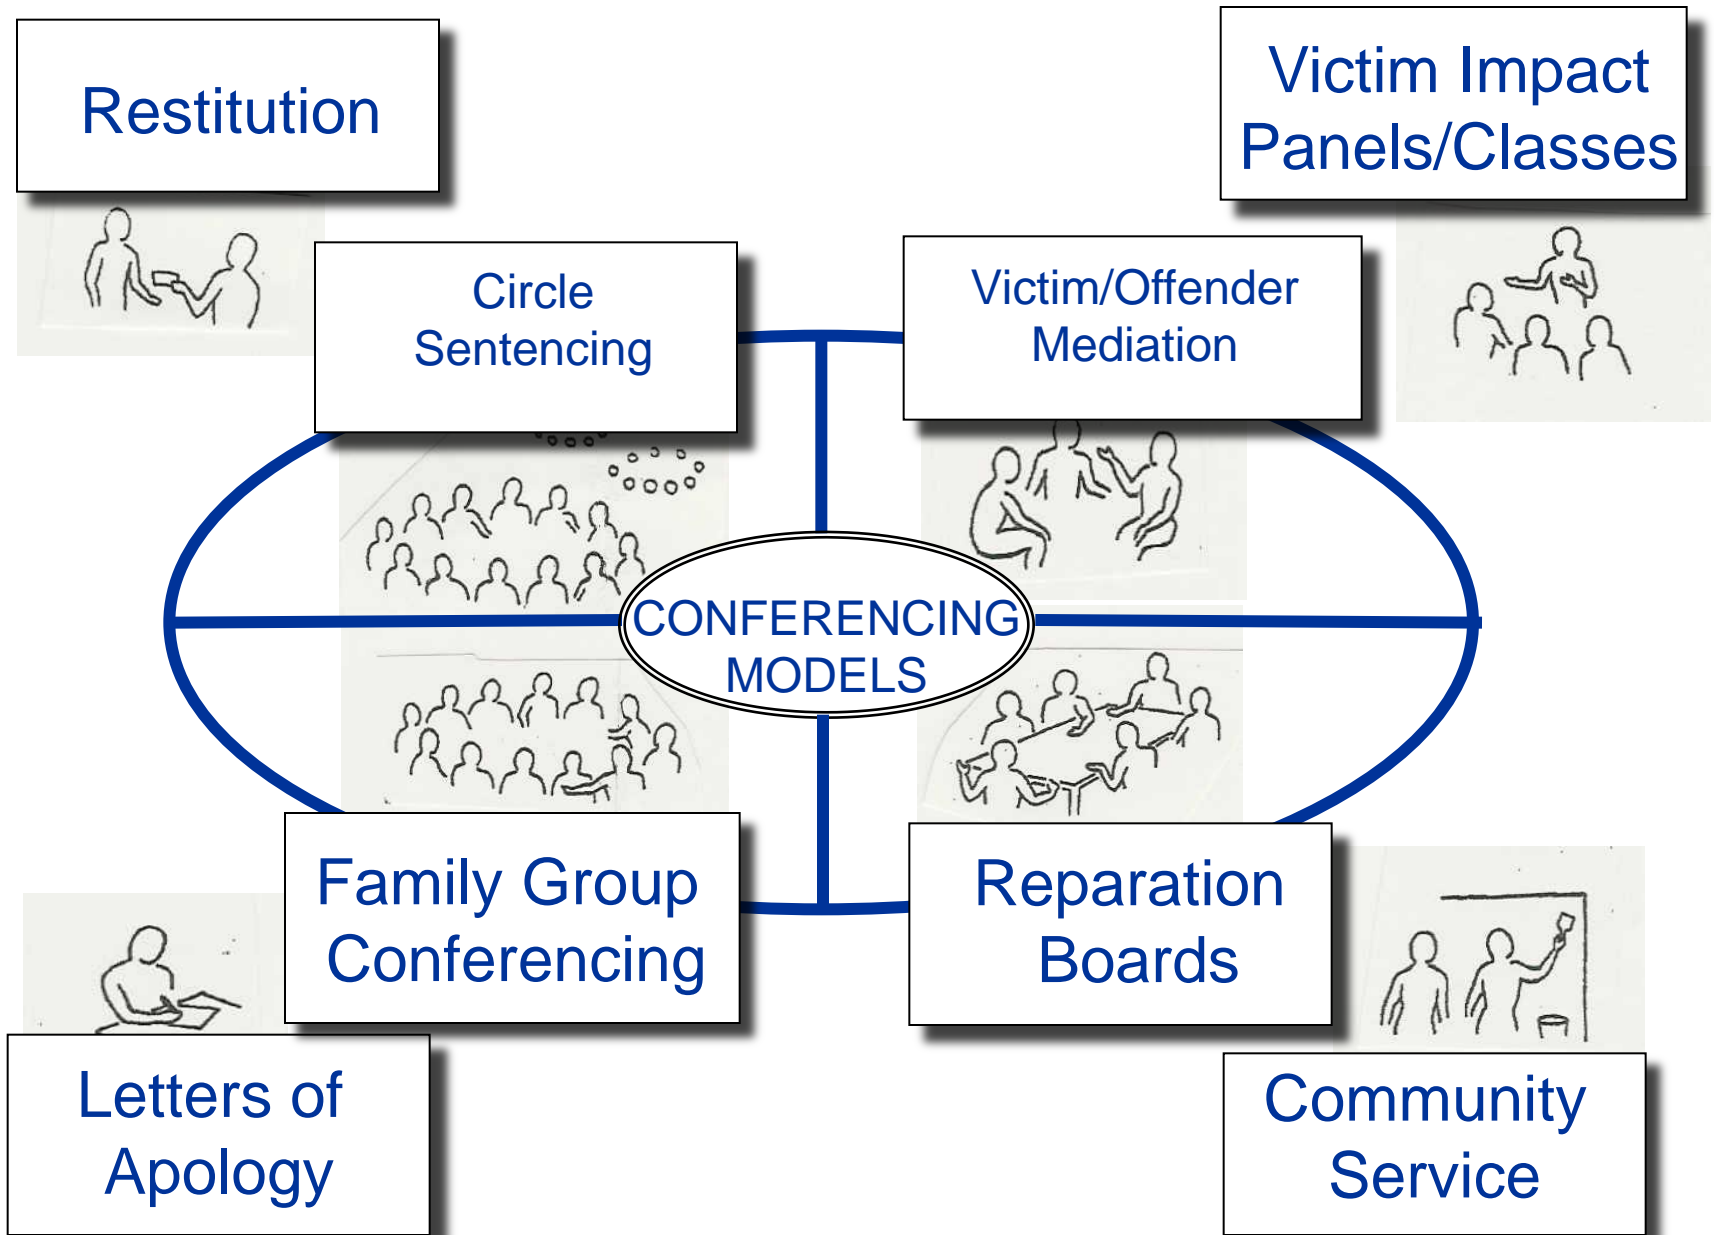 Restitution
Victim Impact
Panels/Classes
Circle
Sentencing
Victim/Offender
Mediation
CONFERENCING
MODELS
Family Group
Conferencing
Reparation
Boards
Letters of
Apology
Community
Service